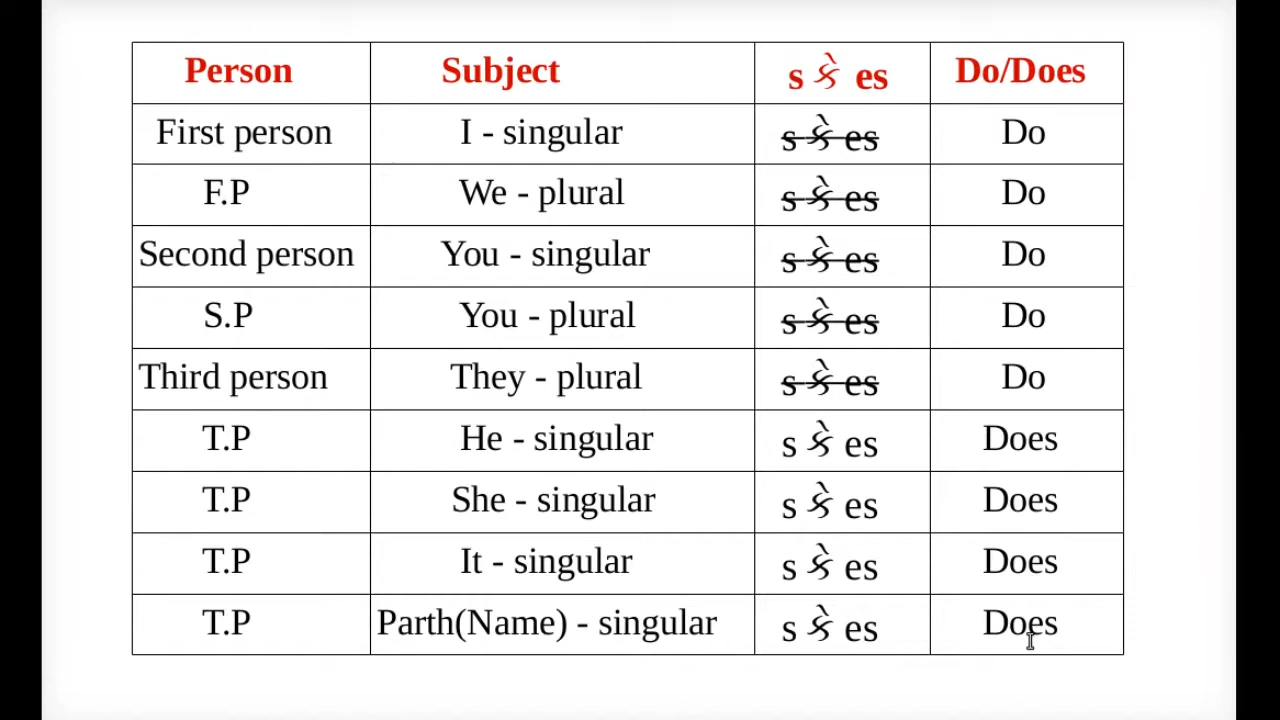 Person Subject s કે es Do/Does
First person I - singular s કે es Do
F.P We - plural s કે es Do
Second person You - singular s કે es Do
S.P You - plural s કે es Do
Third person They - plural s કે es Do
T.P He - singular s કે es Does
T.P She - singular s કે es Does
T.P It - singular s કે es Does
T.P Parth(Name) - singular s કે es Does